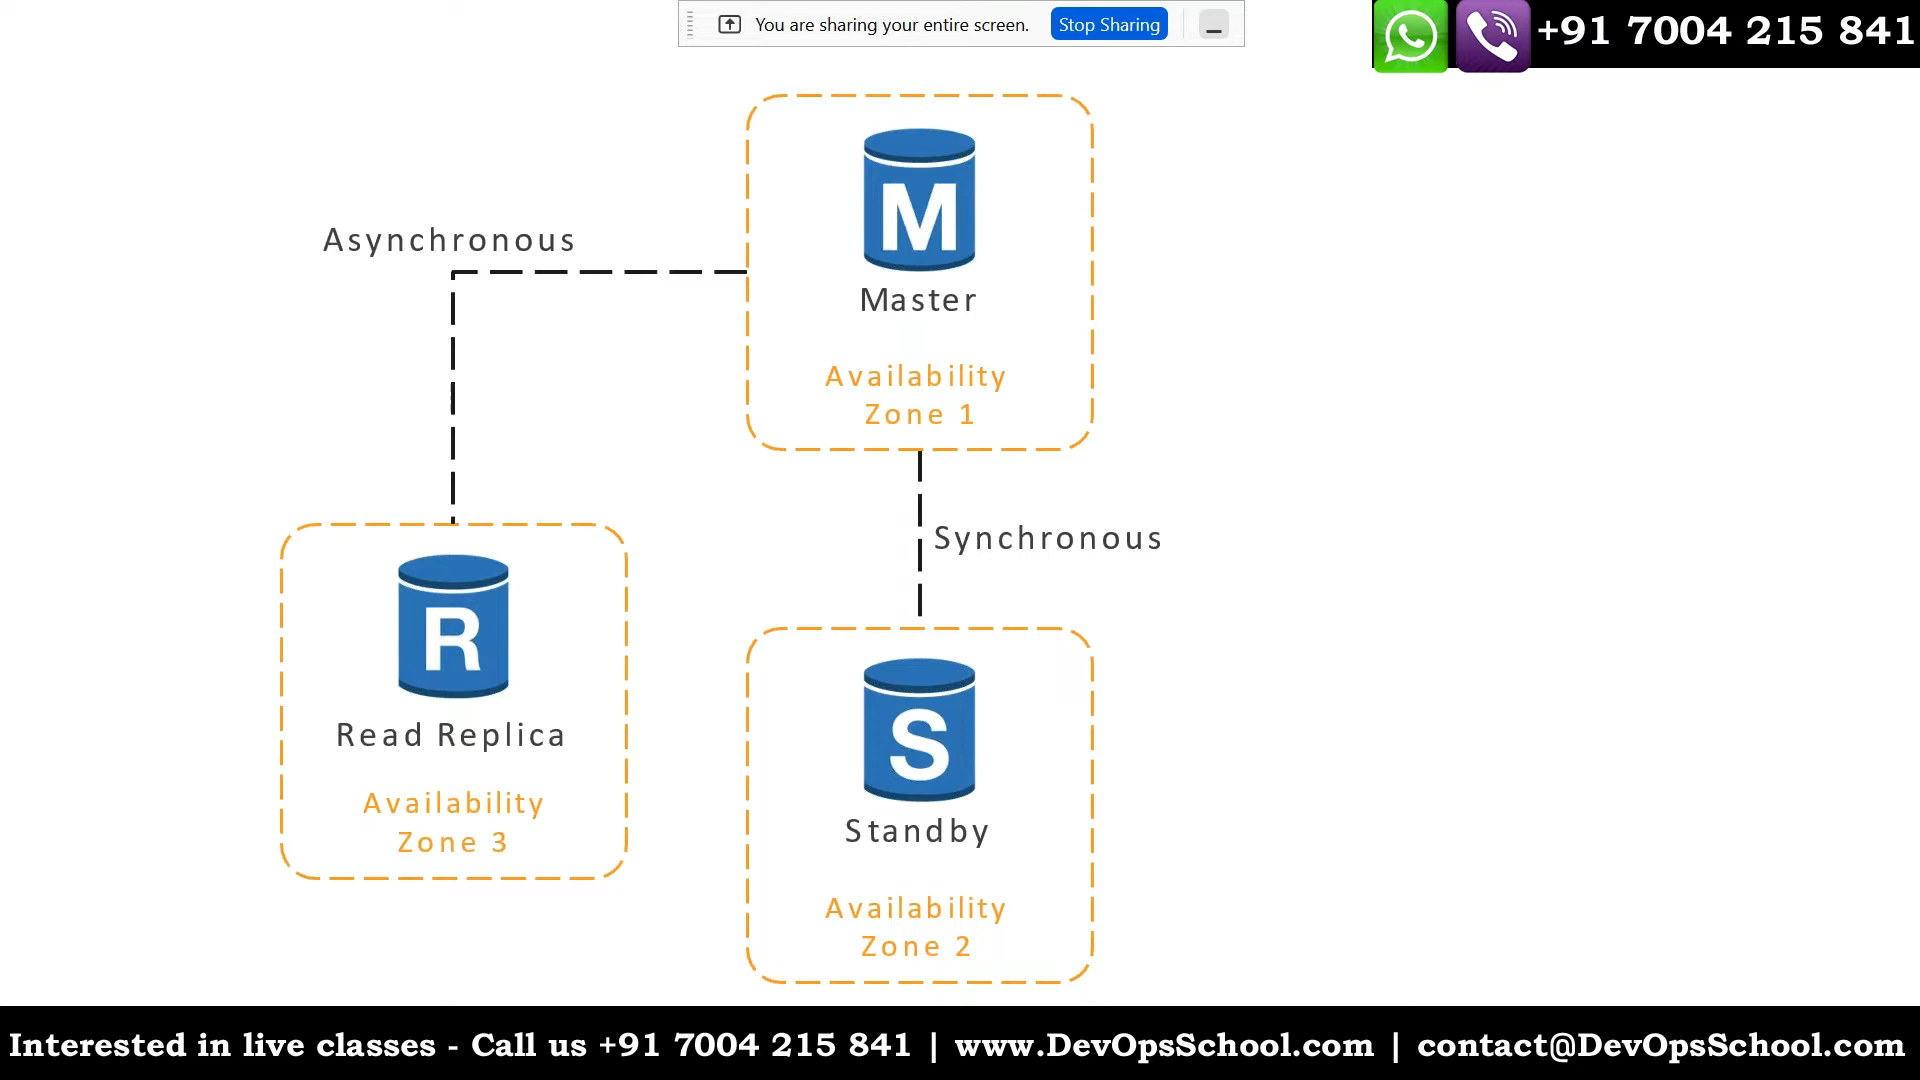 You are sharing your entire screen.
Stop Sharing
+91 7004 215 841
M
Master
Availability
Zone 1
Asynchronous
Synchronous
R
Read Replica
Availability
Zone 3
S
Standby
Availability
Zone 2
Interested in live classes - Call us +91 7004 215 841 | www.DevOpsSchool.com | contact@DevOpsSchool.com